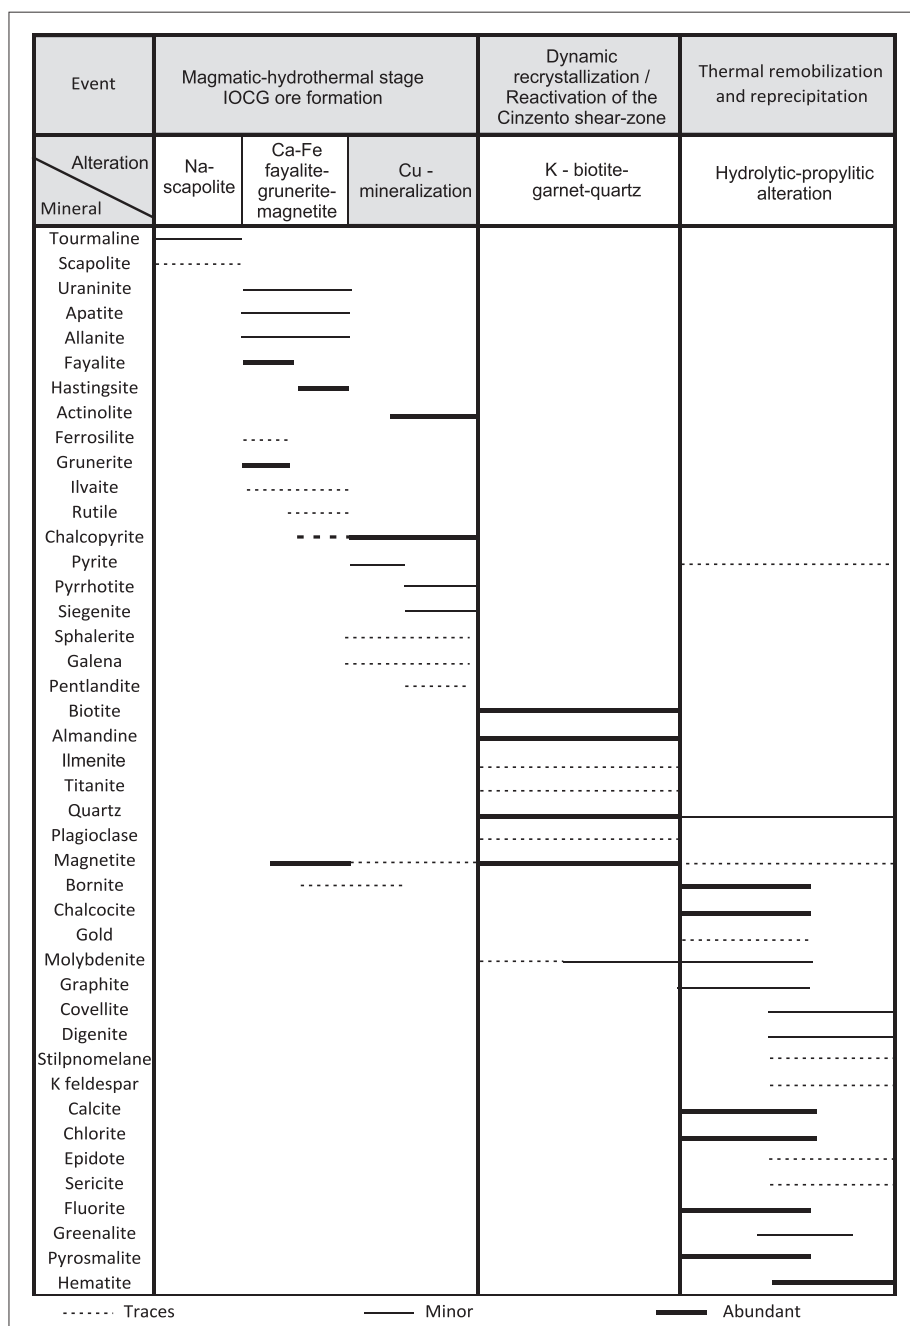 Event
Magmatic-hydrothermal stage
IOCG ore formation
Dynamic
recrystallization /
Reactivation of the
Cinzento shear-zone
Thermal remobilization
and reprecipitation
Alteration
Mineral
Na-
scapolite
Ca-Fe
fayalite-
grunerite-
magnetite
Cu -
mineralization
K - biotite-
garnet-quartz
Hydrolytic-propylitic
alteration
Tourmaline
Scapolite
Uraninite
Apatite
Allanite
Fayalite
Hastingsite
Actinolite
Ferrosilite
Grunerite
Ilvaite
Rutile
Chalcopyrite
Pyrite
Pyrrhotite
Siegenite
Sphalerite
Galena
Pentlandite
Biotite
Almandine
Ilmenite
Titanite
Quartz
Plagioclase
Magnetite
Bornite
Chalcocite
Gold
Molybdenite
Graphite
Covellite
Digenite
Stilpnomelane
K feldespar
Calcite
Chlorite
Epidote
Sericite
Fluorite
Greenalite
Pyrosmalite
Hematite
Traces
Minor
Abundant